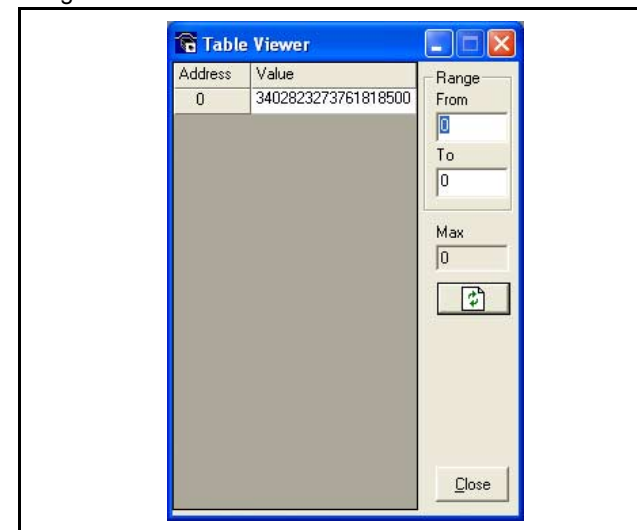 Table Viewer
Address Value
0 3402823273761818500
Range
From
0
To
0
Max
0
Close